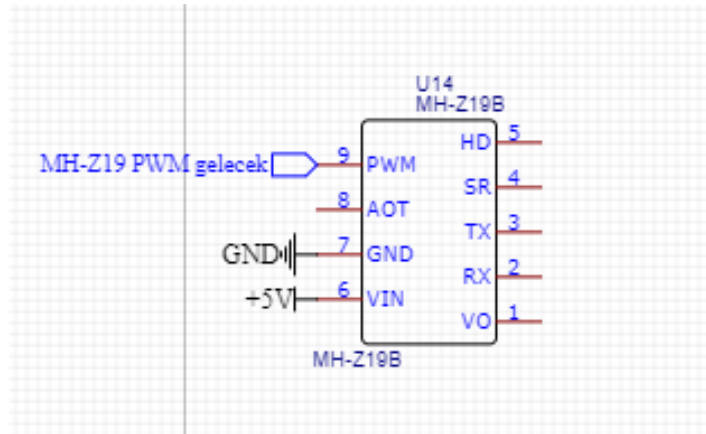 U14
MH-Z19B
HD 5
MH-Z19 PWM gelecek 9 PWM
SR 4
8 AOT
TX 3
GND 7 GND
RX 2
+5V 6 VIN
VO 1
MH-Z19B